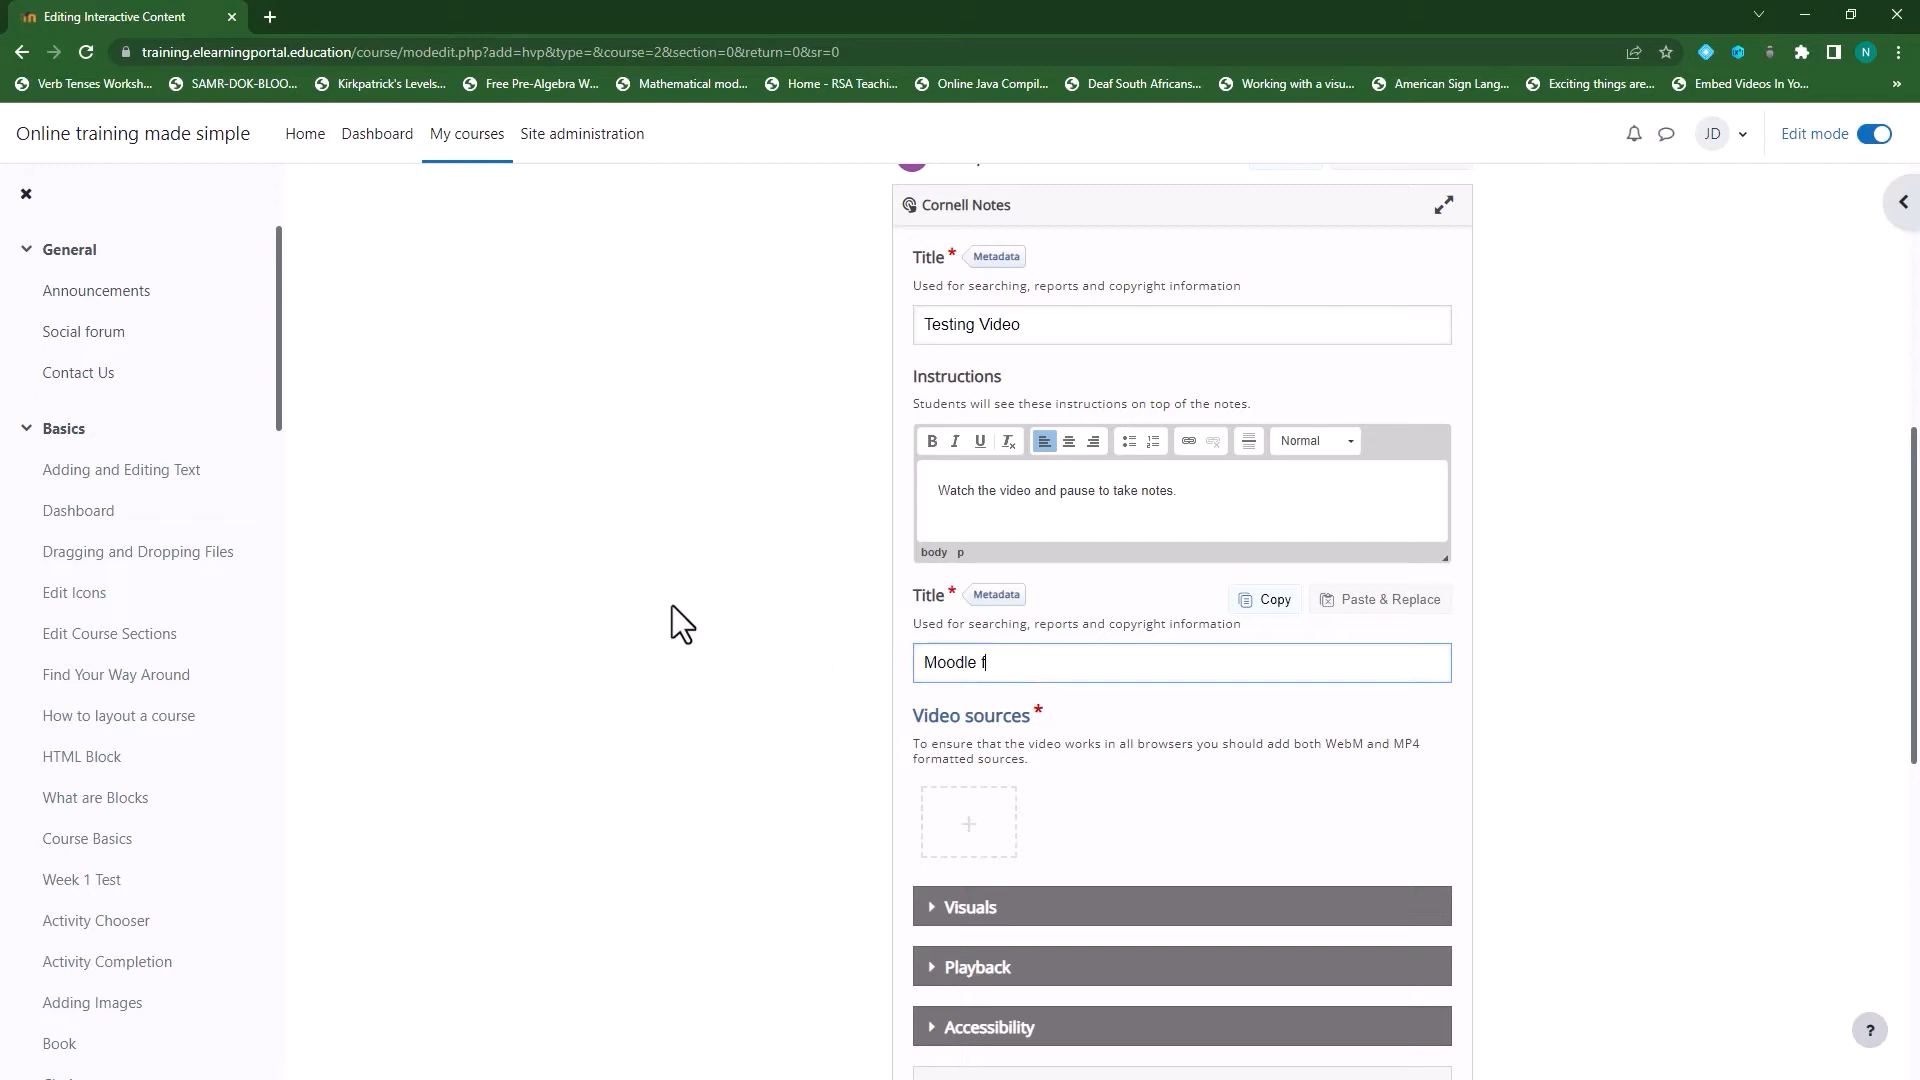 Editing Interactive Content
training.elearningportal.education/course/modedit.php?add=hvp&type=&course=2&section=0&return=0&sr=0
N
Verb Tenses Worksh...
SAMR-DOK-BLOO...
Kirkpatrick's Levels...
Free Pre-Algebra W...
Mathematical mod...
Home - RSA Teachi...
Online Java Compil...
Deaf South Africans...
Working with a visu...
American Sign Lang...
Exciting things are...
Embed Videos In Yo...
»
Online training made simple
Home
Dashboard
My courses
Site administration
JD
Edit mode
General
Announcements
Social forum
Contact Us
Basics
Adding and Editing Text
Dashboard
Dragging and Dropping Files
Edit Icons
Edit Course Sections
Find Your Way Around
How to layout a course
HTML Block
What are Blocks
Course Basics
Week 1 Test
Activity Chooser
Activity Completion
Adding Images
Book
Cornell Notes
Title * Metadata
Used for searching, reports and copyright information
Testing Video
Instructions
Students will see these instructions on top of the notes.
B I U Tx Normal
Watch the video and pause to take notes.
body p
Title * Metadata Copy Paste & Replace
Used for searching, reports and copyright information
Moodle f
Video sources *
To ensure that the video works in all browsers you should add both WebM and MP4
formatted sources.
+
Visuals
Playback
Accessibility
?